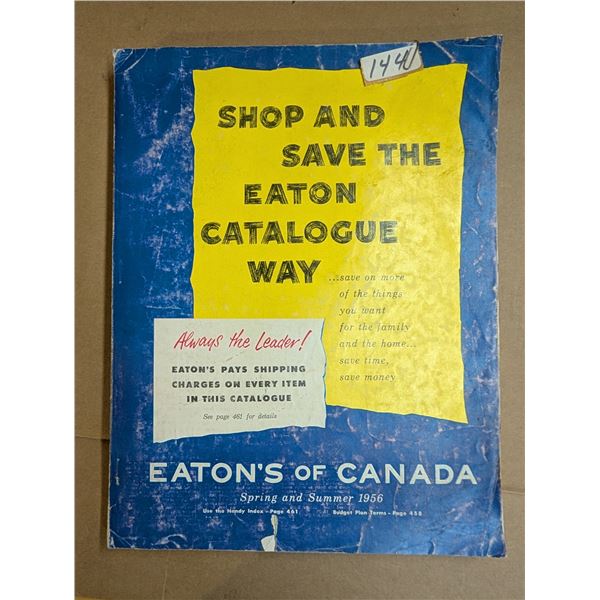 144
SHOP AND
SAVE THE
EATON
CATALOGUE
WAY
...save on more
of the things
you want
for the family
and the home...
save time,
save money
Always the Leader!
EATON'S PAYS SHIPPING
CHARGES ON EVERY ITEM
IN THIS CATALOGUE
See page 461 for details
EATON'S OF CANADA
Spring and Summer 1956
Use the Handy Index - Page 461 Budget Plan Terms - Page 458